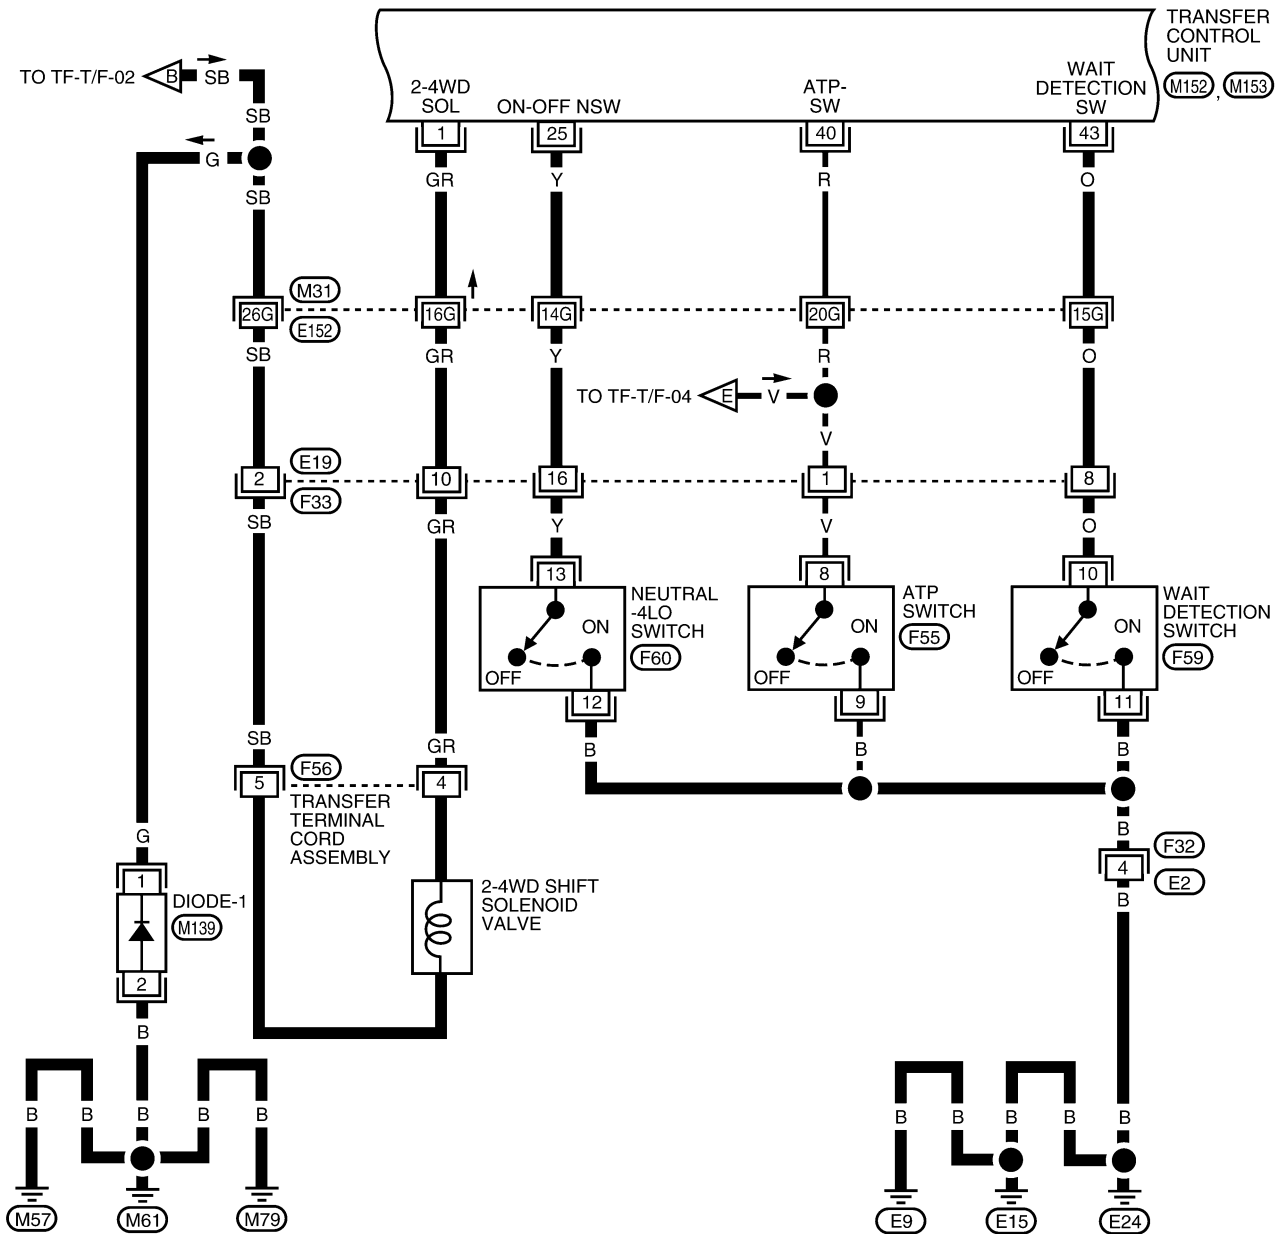 TRANSFER
CONTROL
UNIT
M152 , M153
TO TF-T/F-02
B
SB
2-4WD
SOL
ON-OFF NSW
ATP-
SW
WAIT
DETECTION
SW
SB
1
25
40
43
G
SB
GR
Y
R
O
M31
26G
16G
14G
20G
15G
E152
SB
GR
Y
R
O
TO TF-T/F-04
E
V
V
E19
2
10
16
1
8
F33
SB
GR
Y
V
O
13
8
10
NEUTRAL
-4LO
SWITCH
F60
ON
OFF
ATP
SWITCH
F55
ON
OFF
WAIT
DETECTION
SWITCH
F59
ON
OFF
12
9
11
SB
GR
B
B
B
F56
5
4
TRANSFER
TERMINAL
CORD
ASSEMBLY
G
B
F32
4
E2
B
1
DIODE-1
M139
2
2-4WD SHIFT
SOLENOID
VALVE
B
B
B
B
B
B
B
B
B
B
B
M57
M61
M79
E9
E15
E24